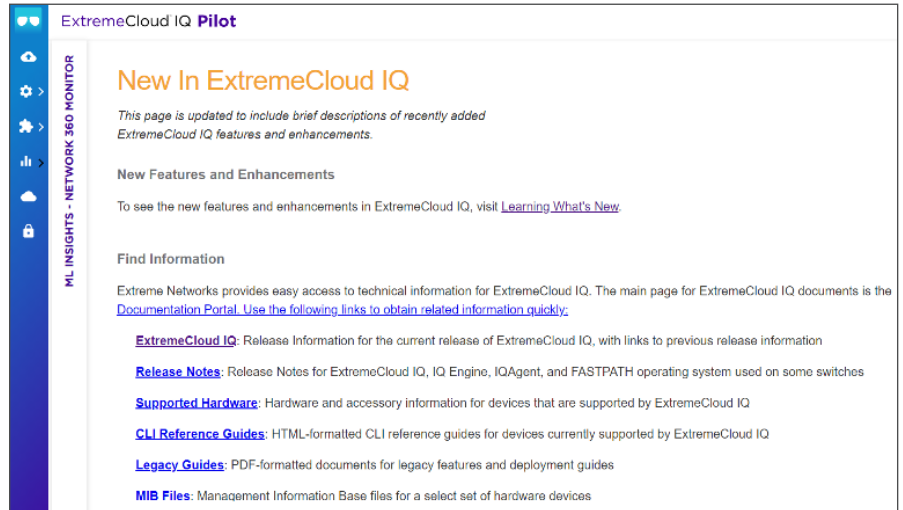 ExtremeCloud IQ Pilot
ML INSIGHTS - NETWORK 360 MONITOR
New In ExtremeCloud IQ
This page is updated to include brief descriptions of recently added
ExtremeCloud IQ features and enhancements.
New Features and Enhancements
To see the new features and enhancements in ExtremeCloud IQ, visit Learning What's New.
Find Information
Extreme Networks provides easy access to technical information for ExtremeCloud IQ. The main page for ExtremeCloud IQ documents is the
Documentation Portal. Use the following links to obtain related information quickly:
ExtremeCloud IQ: Release Information for the current release of ExtremeCloud IQ, with links to previous release information
Release Notes: Release Notes for ExtremeCloud IQ, IQ Engine, IQAgent, and FASTPATH operating system used on some switches
Supported Hardware: Hardware and accessory information for devices that are supported by ExtremeCloud IQ
CLI Reference Guides: HTML-formatted CLI reference guides for devices currently supported by ExtremeCloud IQ
Legacy Guides: PDF-formatted documents for legacy features and deployment guides
MIB Files: Management Information Base files for a select set of hardware devices